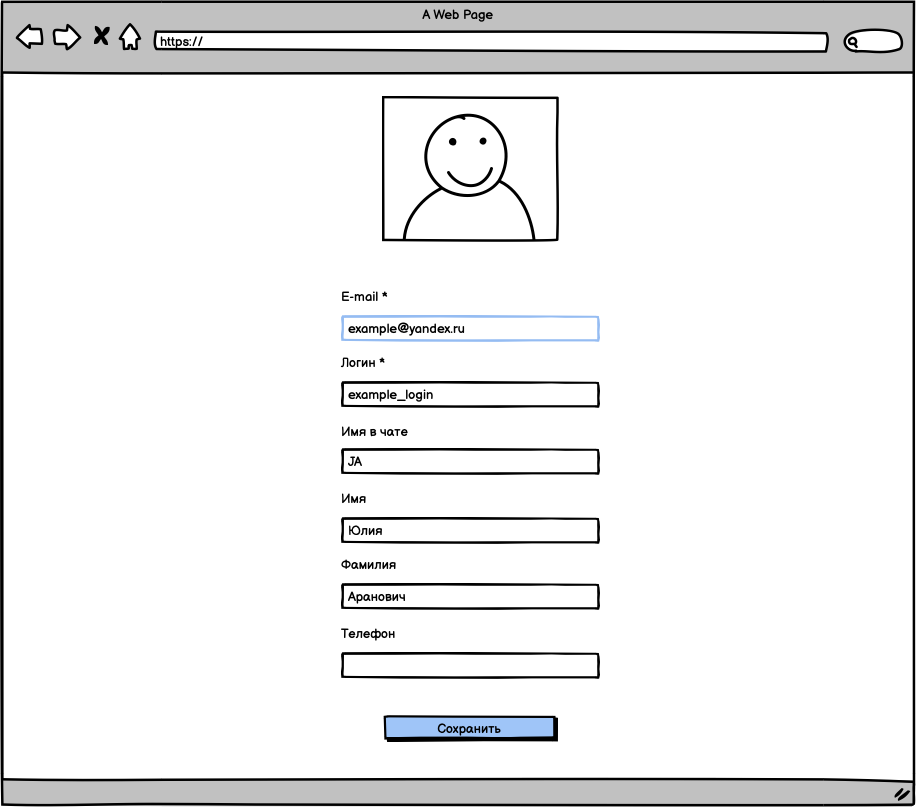 A Web Page
https://
E-mail *
example@yandex.ru
Логин *
example_login
Имя в чате
JA
Имя
Юлия
Фамилия
Аранович
Телефон
Сохранить